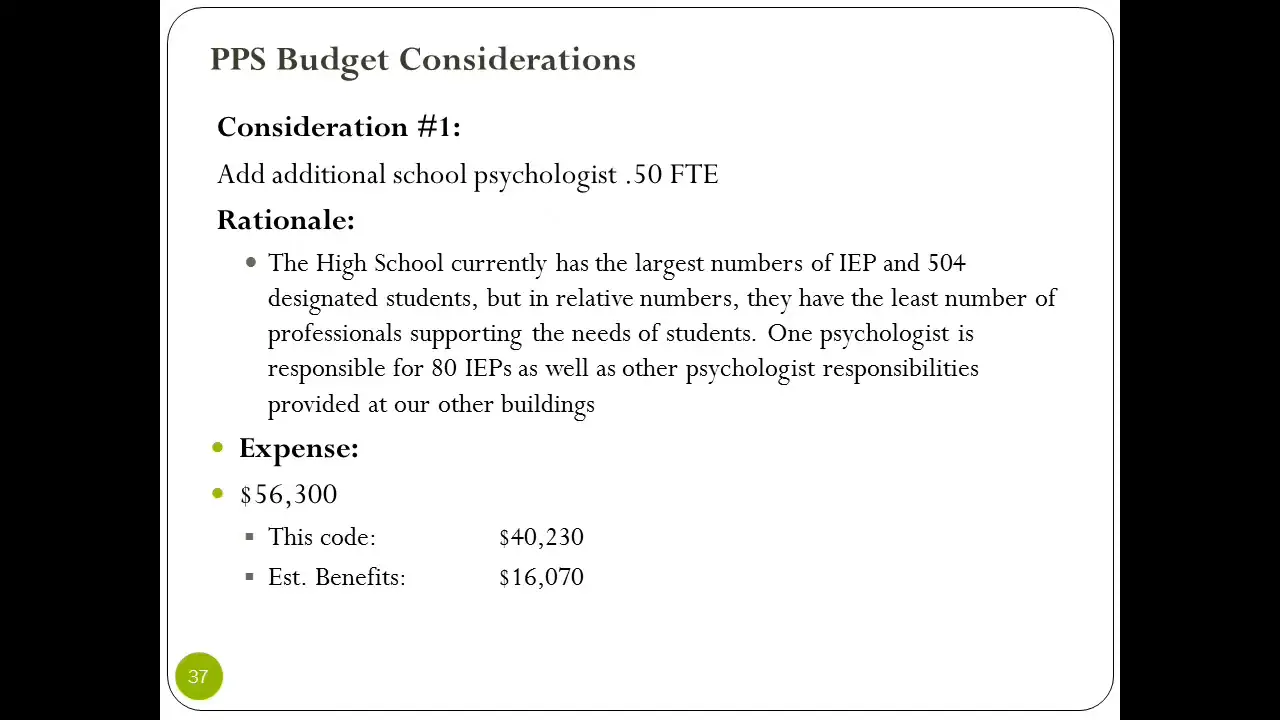 PPS Budget Considerations
Consideration #1:
Add additional school psychologist .50 FTE
Rationale:
• The High School currently has the largest numbers of IEP and 504
designated students, but in relative numbers, they have the least number of
professionals supporting the needs of students. One psychologist is
responsible for 80 IEPs as well as other psychologist responsibilities
provided at our other buildings
• Expense:
• $56,300
▪ This code: $40,230
▪ Est. Benefits: $16,070
37